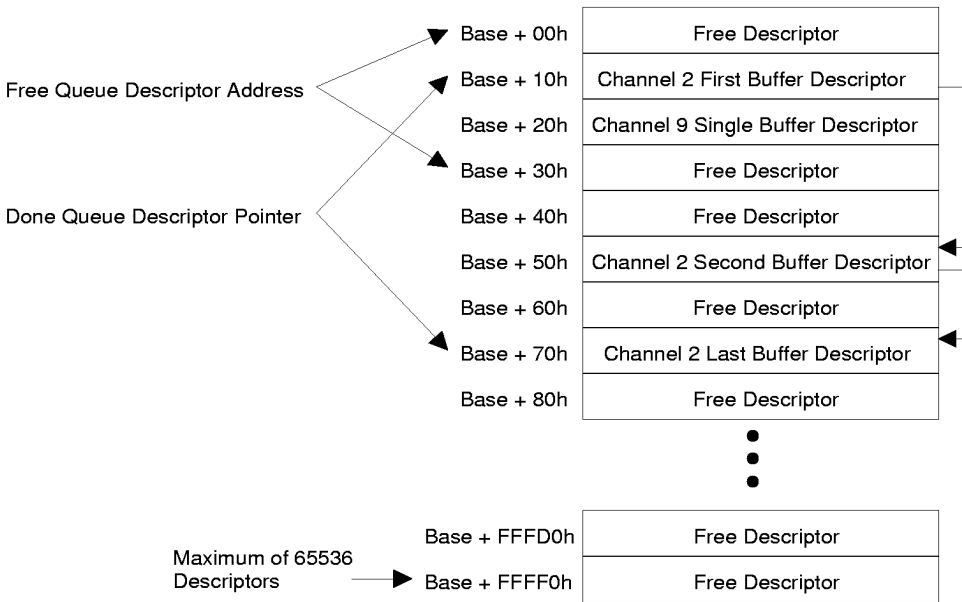 Base + 00h Free Descriptor
Free Queue Descriptor Address
Base + 10h Channel 2 First Buffer Descriptor
Base + 20h Channel 9 Single Buffer Descriptor
Base + 30h Free Descriptor
Done Queue Descriptor Pointer
Base + 40h Free Descriptor
Base + 50h Channel 2 Second Buffer Descriptor
Base + 60h Free Descriptor
Base + 70h Channel 2 Last Buffer Descriptor
Base + 80h Free Descriptor
Base + FFFD0h Free Descriptor
Maximum of 65536
Descriptors
Base + FFFF0h Free Descriptor